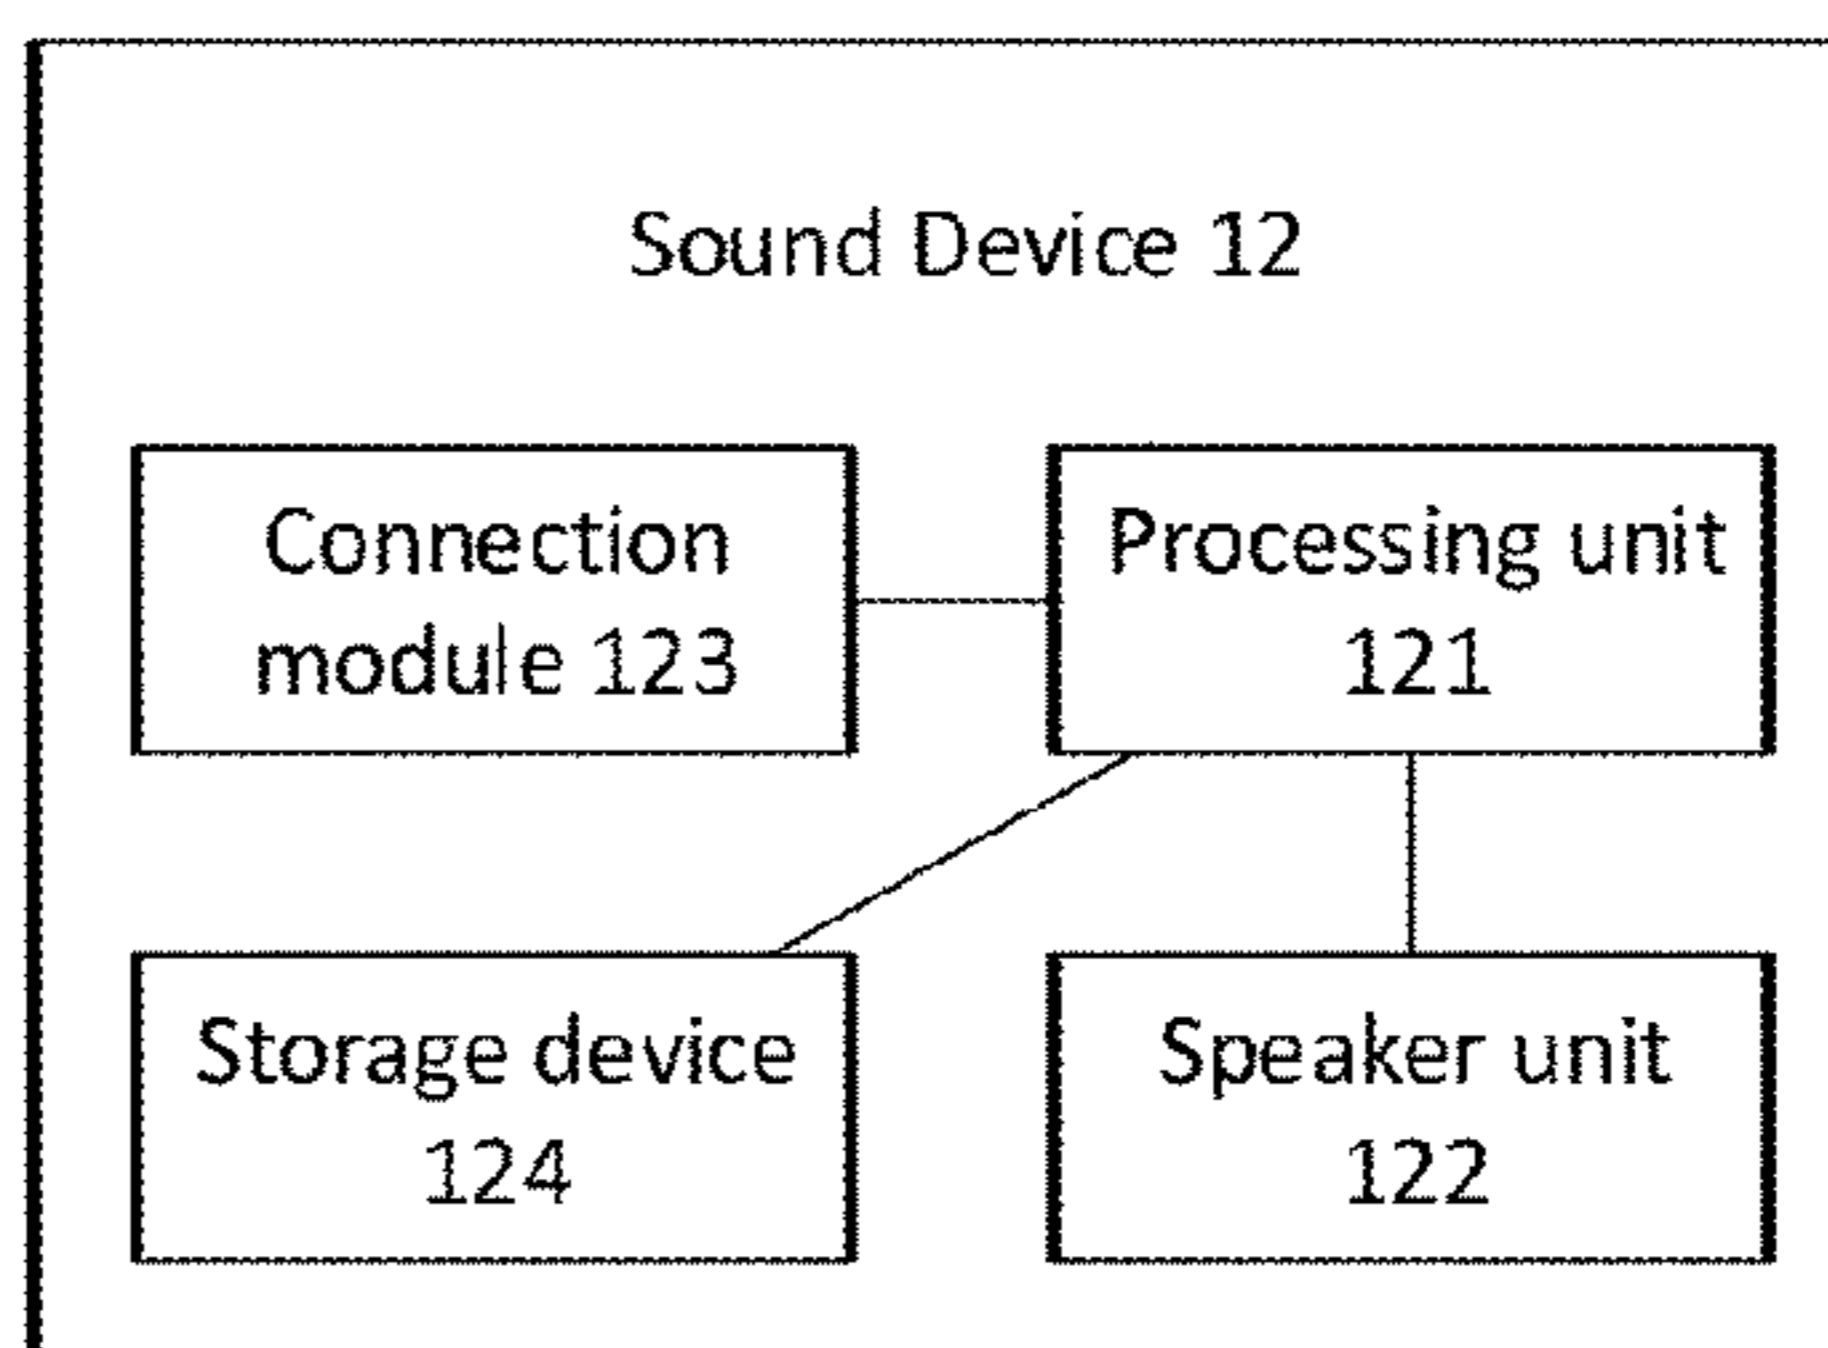 Sound Device 12
Connection
module 123
Processing unit
121
Storage device
124
Speaker unit
122